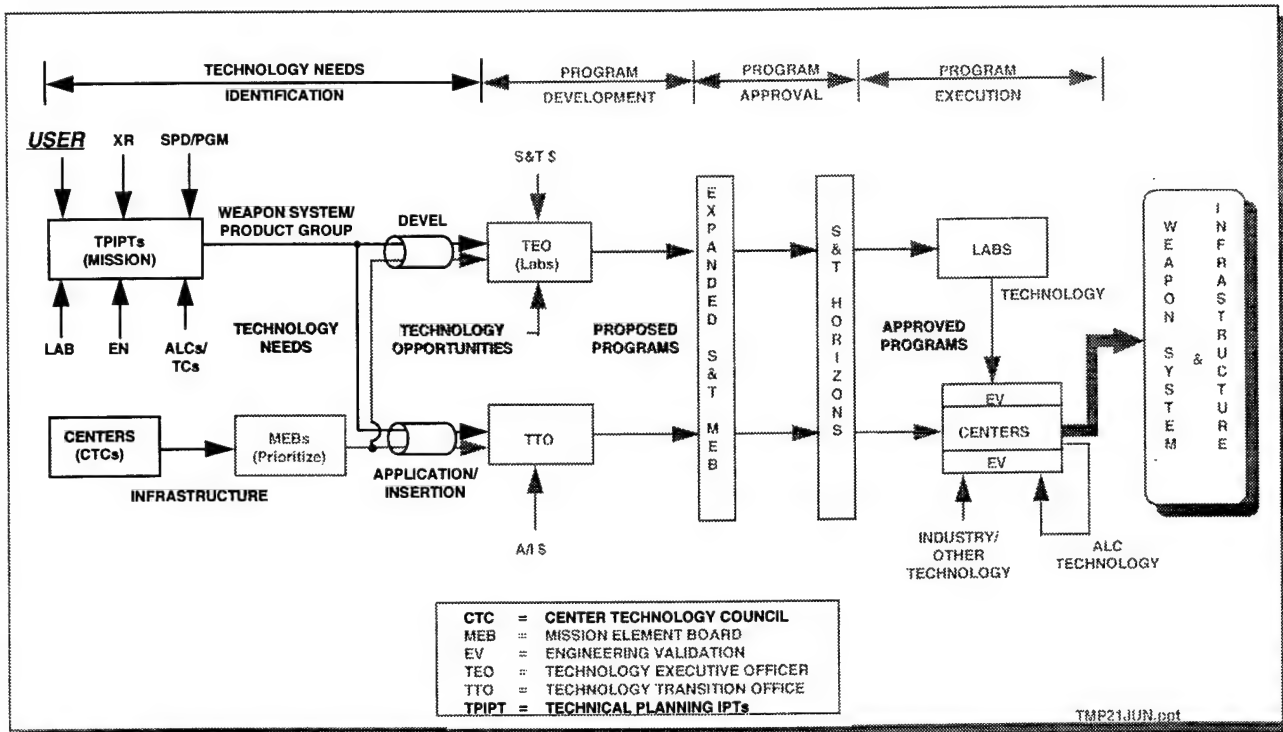 TECHNOLOGY NEEDS
IDENTIFICATION
PROGRAM
DEVELOPMENT
PROGRAM
APPROVAL
PROGRAM
EXECUTION
USER
XR
SPD/PGM
S&T $
WEAPON SYSTEM/
PRODUCT GROUP
DEVEL
TPIPTs
(MISSION)
TEO
(Labs)
LABS
LAB
EN
ALCs/
TCs
TECHNOLOGY
NEEDS
TECHNOLOGY
OPPORTUNITIES
PROPOSED
PROGRAMS
EXPANDED S&T MEB
S&T HORIZONS
TECHNOLOGY
APPROVED
PROGRAMS
WEAPON SYSTEM
&
INFRASTRUCTURE
CENTERS
(CTCs)
MEBs
(Prioritize)
TTO
EV
CENTERS
EV
INFRASTRUCTURE
APPLICATION/
INSERTION
A/I $
INDUSTRY/
OTHER
TECHNOLOGY
ALC
TECHNOLOGY
CTC = CENTER TECHNOLOGY COUNCIL
MEB = MISSION ELEMENT BOARD
EV = ENGINEERING VALIDATION
TEO = TECHNOLOGY EXECUTIVE OFFICER
TTO = TECHNOLOGY TRANSITION OFFICE
TPIPT = TECHNICAL PLANNING IPTs
TMP21JUN.ppt